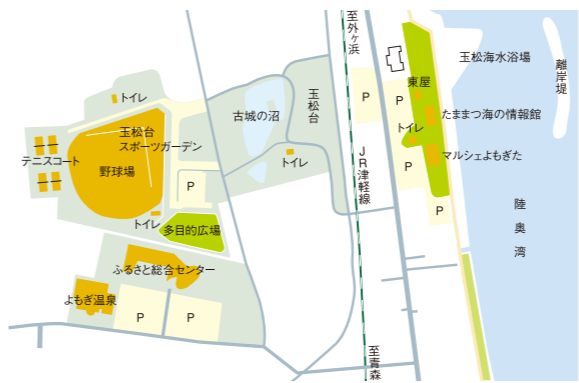 至外ヶ浜
玉松海水浴場
離岸堤
トイレ
玉松台
スポーツガーデン
テニスコート
野球場
トイレ
古城の沼
玉松台
トイレ
P
P
東屋
たままつ海の情報館
トイレ
マルシェよもぎた
P
P
JR津軽線
陸奥湾
P
多目的広場
ふるさと総合センター
よもぎ温泉
P
P
至青森